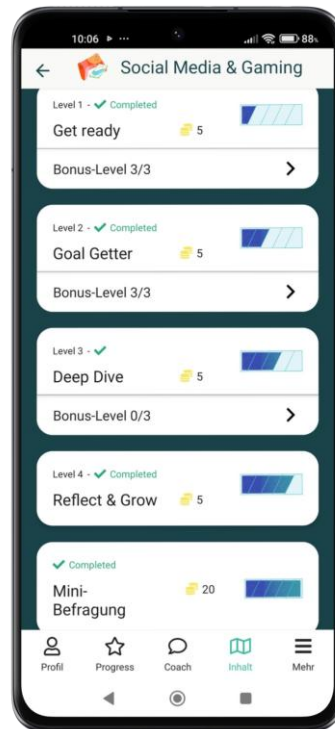 10:06 88%
Social Media & Gaming
Level 1 - Completed
Get ready 5
Bonus-Level 3/3
Level 2 - Completed
Goal Getter 5
Bonus-Level 3/3
Level 3 -
Deep Dive 5
Bonus-Level 0/3
Level 4 - Completed
Reflect & Grow 5
Completed
Mini-
Befragung 20
Profil Progress Coach Inhalt Mehr